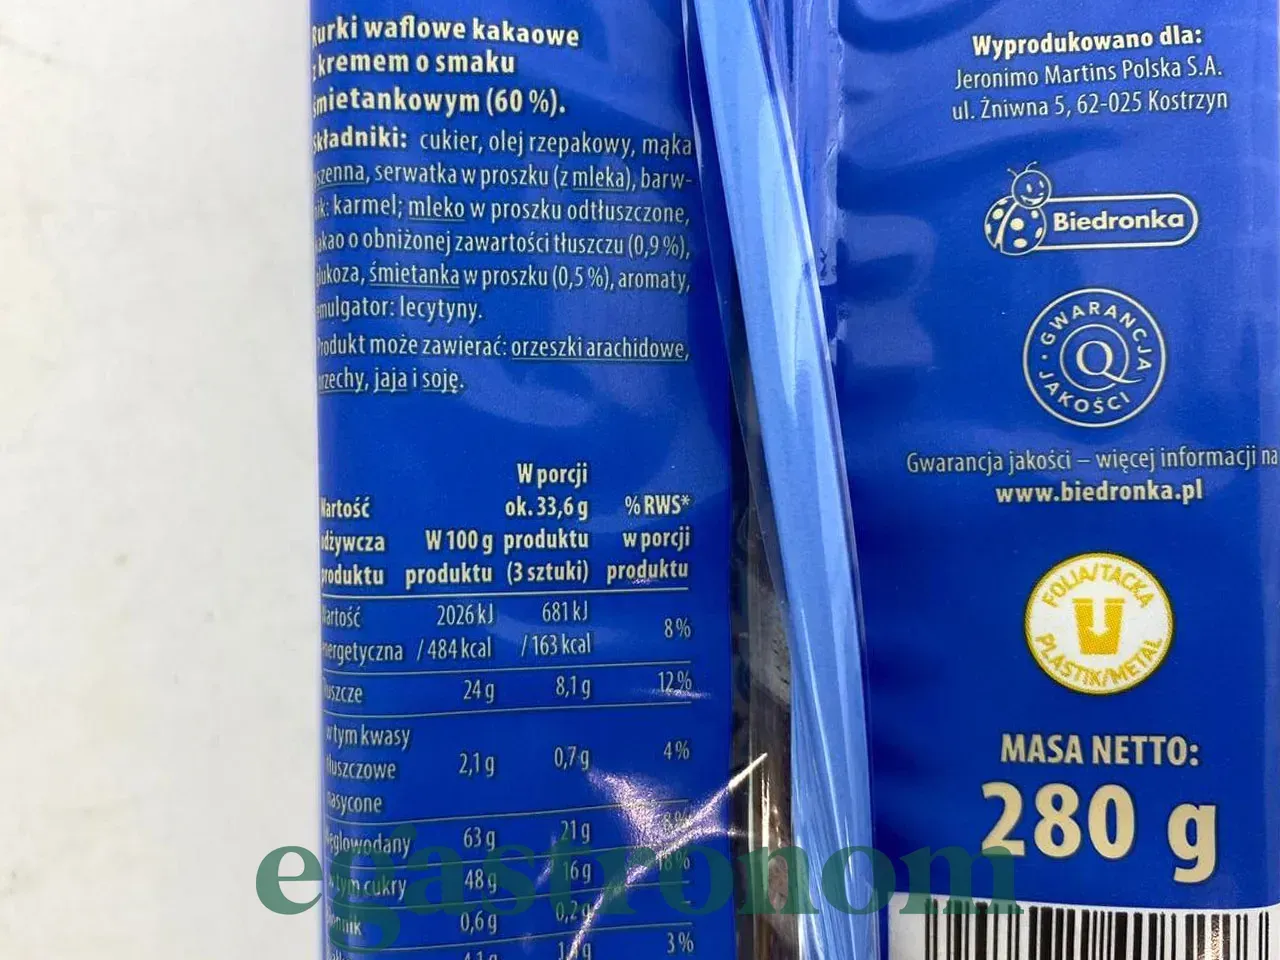 Rurki waflowe kakaowe
z kremem o smaku
śmietankowym (60 %).
Składniki: cukier, olej rzepakowy, mąka
pszenna, serwatka w proszku (z mleka), barw-
nik: karmel; mleko w proszku odtłuszczone,
kakao o obniżonej zawartości tłuszczu (0,9 %),
glukoza, śmietanka w proszku (0,5 %), aromaty,
emulgator: lecytyny.
Produkt może zawierać: orzeszki arachidowe,
orzechy, jaja i soję.
Wartość odżywcza produktu W 100 g produktu W porcji ok. 33,6 g produktu (3 sztuki) % RWS* w porcji produktu
Wartość energetyczna 2026 kJ / 484 kcal 681 kJ / 163 kcal 8 %
Tłuszcze 24 g 8,1 g 12 %
w tym kwasy tłuszczowe nasycone 2,1 g 0,7 g 4 %
Węglowodany 63 g 21 g 8 %
w tym cukry 48 g 16 g 18 %
Błonnik 0,6 g 0,2 g
3 %
Wyprodukowano dla:
Jeronimo Martins Polska S.A.
ul. Żniwna 5, 62-025 Kostrzyn
Biedronka
GWARANCJA JAKOŚCI
Q
Gwarancja jakości – więcej informacji na
www.biedronka.pl
FOLIA/TACKA
PLASTIK/METAL
MASA NETTO:
280 g
egastronom